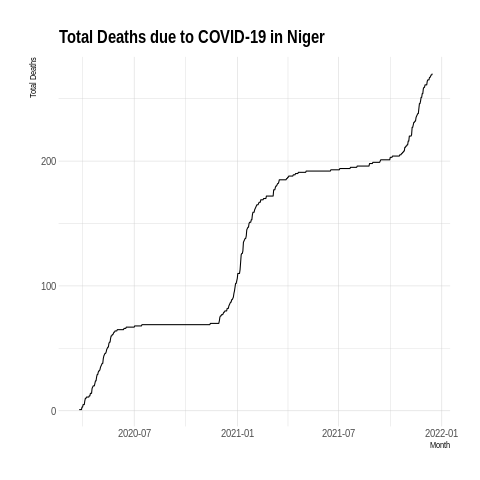 Total Deaths due to COVID-19 in Niger
Total Deaths
200
100
0
2020-07 2021-01 2021-07 2022-01
Month